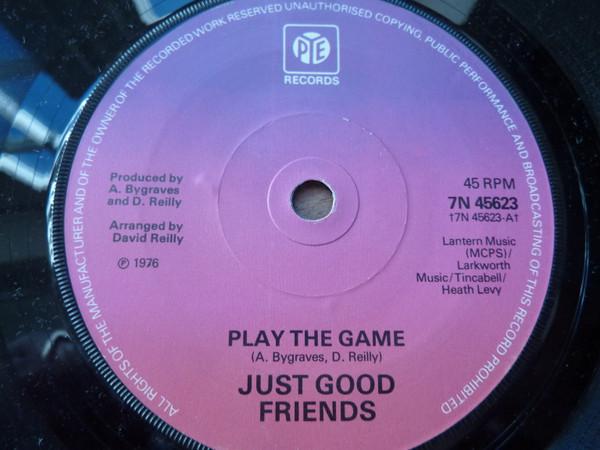 ALL RIGHTS OF THE MANUFACTURER AND OF THE OWNER OF THE RECORDED WORK RESERVED UNAUTHORISED COPYING, PUBLIC PERFORMANCE AND BROADCASTING OF THIS RECORD PROHIBITED
PYE
RECORDS
Produced by
A. Bygraves
and D. Reilly
Arranged by
David Reilly
℗ 1976
45 RPM
7N 45623
†7N 45623-A†
Lantern Music
(MCPS)/
Larkworth
Music/Tincabell/
Heath Levy
PLAY THE GAME
(A. Bygraves, D. Reilly)
JUST GOOD
FRIENDS